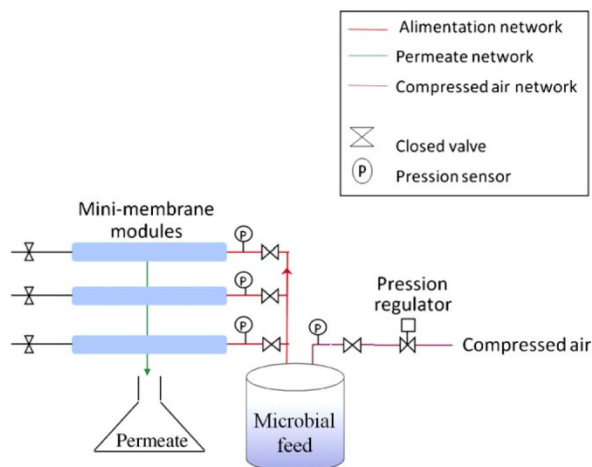 Alimentation network
Permeate network
Compressed air network
Closed valve
P
Pression sensor
Mini-membrane
modules
P
P
P
P
Pression
regulator
Compressed air
Microbial
feed
Permeate